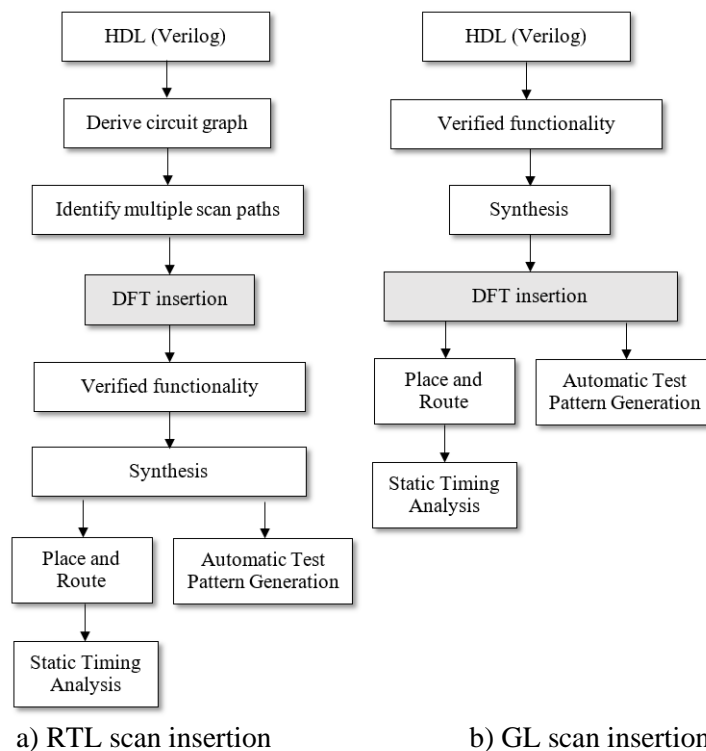 HDL (Verilog)
Derive circuit graph
Identify multiple scan paths
DFT insertion
Verified functionality
Synthesis
Place and
Route
Automatic Test
Pattern Generation
Static Timing
Analysis
a) RTL scan insertion
HDL (Verilog)
Verified functionality
Synthesis
DFT insertion
Place and
Route
Automatic Test
Pattern Generation
Static Timing
Analysis
b) GL scan insertion